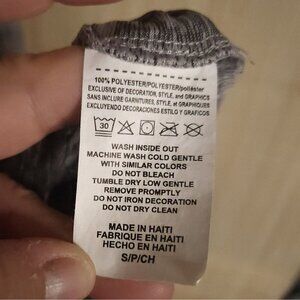 100% POLYESTER/POLYESTER/poliéster
EXCLUSIVE OF DECORATION, STYLE, and GRAPHICS
SANS INCLURE GARNITURES, STYLE, et GRAPHIQUES
EXCLUYENDO DECORACIONES ESTILO Y GRAFICOS
30
WASH INSIDE OUT
MACHINE WASH COLD GENTLE
WITH SIMILAR COLORS
DO NOT BLEACH
TUMBLE DRY LOW GENTLE
REMOVE PROMPTLY
DO NOT IRON DECORATION
DO NOT DRY CLEAN
MADE IN HAITI
FABRIQUE EN HAITI
HECHO EN HAITI
S/P/CH